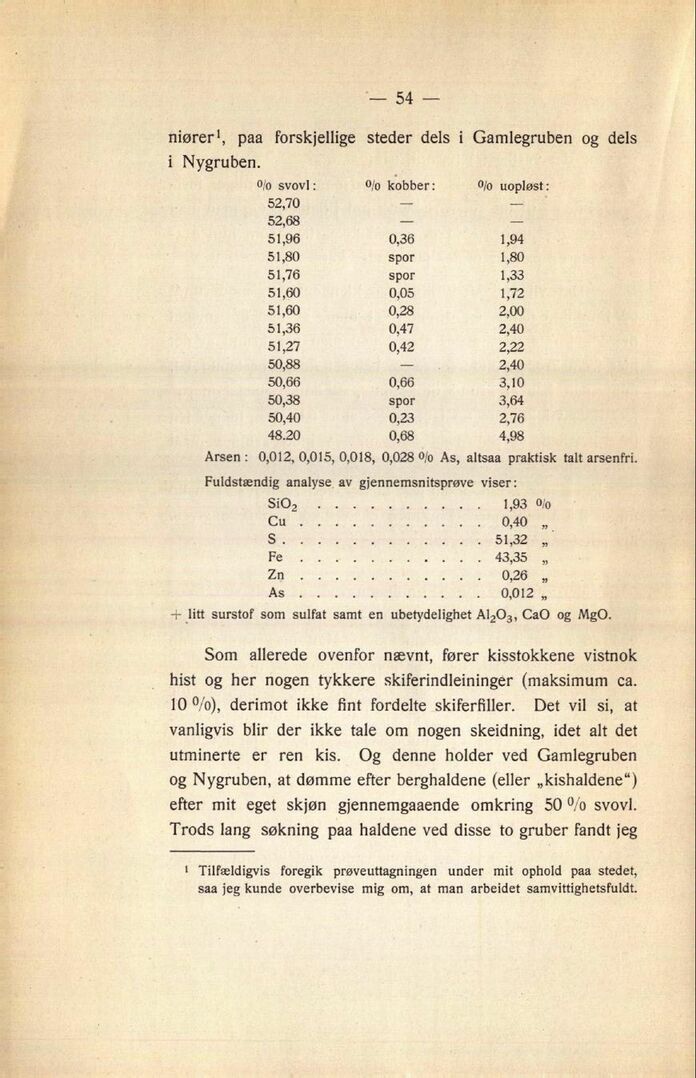 — 54 —
niører¹, paa forskjellige steder dels i Gamlegruben og dels
i Nygruben.
% svovl: % kobber: % uopløst:
52,70 — —
52,68 — —
51,96 0,36 1,94
51,80 spor 1,80
51,76 spor 1,33
51,60 0,05 1,72
51,60 0,28 2,00
51,36 0,47 2,40
51,27 0,42 2,22
50,88 — 2,40
50,66 0,66 3,10
50,38 spor 3,64
50,40 0,23 2,76
48.20 0,68 4,98
Arsen: 0,012, 0,015, 0,018, 0,028 % As, altsaa praktisk talt arsenfri.
Fuldstændig analyse av gjennemsnitsprøve viser:
SiO₂ . . . . . . . . . . 1,93 %
Cu . . . . . . . . . . . 0,40 „
S . . . . . . . . . . . . 51,32 „
Fe . . . . . . . . . . . 43,35 „
Zn . . . . . . . . . . . 0,26 „
As . . . . . . . . . . . 0,012 „
+ litt surstof som sulfat samt en ubetydelighet Al₂O₃, CaO og MgO.
Som allerede ovenfor nævnt, fører kisstokkene vistnok
hist og her nogen tykkere skiferindleininger (maksimum ca.
10 %), derimot ikke fint fordelte skiferfiller. Det vil si, at
vanligvis blir der ikke tale om nogen skeidning, idet alt det
utminerte er ren kis. Og denne holder ved Gamlegruben
og Nygruben, at dømme efter berghaldene (eller „kishaldene“)
efter mit eget skjøn gjennemgaaende omkring 50 % svovl.
Trods lang søkning paa haldene ved disse to gruber fandt jeg
¹ Tilfældigvis foregik prøveuttagningen under mit ophold paa stedet,
saa jeg kunde overbevise mig om, at man arbeidet samvittighetsfuldt.